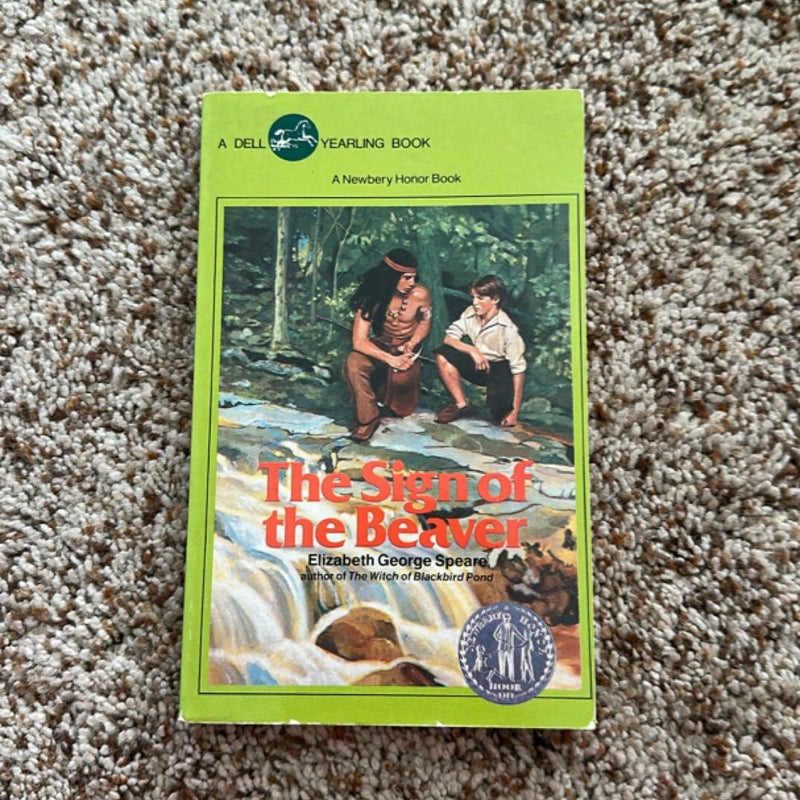 A DELL YEARLING BOOK
A Newbery Honor Book
The Sign of
the Beaver
Elizabeth George Speare
author of The Witch of Blackbird Pond
BOOK